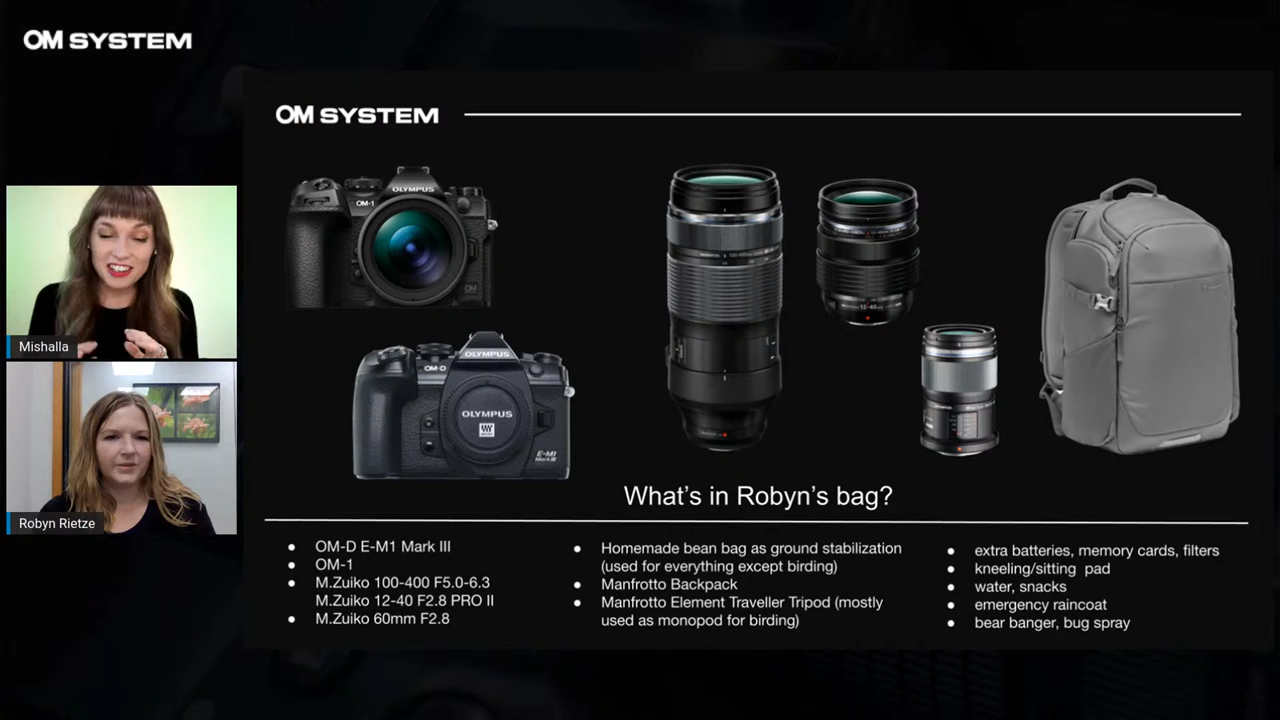 OM SYSTEM
OM SYSTEM
OLYMPUS
OM-1
OM
OLYMPUS
OM-D
OLYMPUS
E-M1
Mark III
12-40
Mishalla
Robyn Rietze
What's in Robyn's bag?
OM-D E-M1 Mark III
OM-1
M.Zuiko 100-400 F5.0-6.3
M.Zuiko 12-40 F2.8 PRO II
M.Zuiko 60mm F2.8
Homemade bean bag as ground stabilization
(used for everything except birding)
Manfrotto Backpack
Manfrotto Element Traveller Tripod (mostly
used as monopod for birding)
extra batteries, memory cards, filters
kneeling/sitting pad
water, snacks
emergency raincoat
bear banger, bug spray